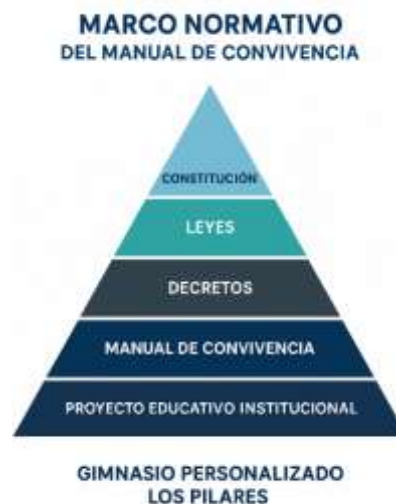 MARCO NORMATIVO
DEL MANUAL DE CONVIVENCIA
CONSTITUCIÓN
LEYES
DECRETOS
MANUAL DE CONVIVENCIA
PROYECTO EDUCATIVO INSTITUCIONAL
GIMNASIO PERSONALIZADO
LOS PILARES